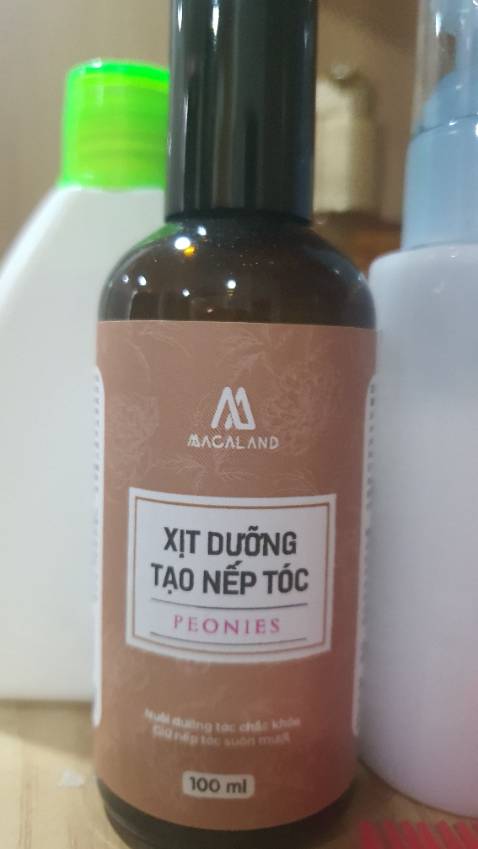 MACALAND
XỊT DƯỠNG
TẠO NẾP TÓC
PEONIES
Nuôi dưỡng tóc chắc khỏe
Giữ nếp tóc suôn mượt
100 ml